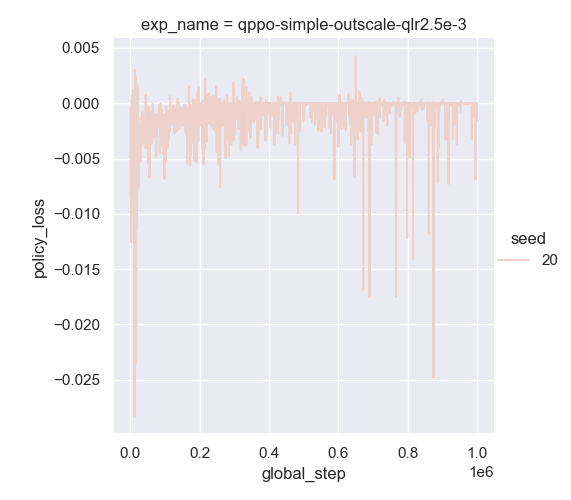 exp_name = qppo-simple-outscale-qlr2.5e-3
0.005
0.000
−0.005
−0.010
−0.015
−0.020
−0.025
policy_loss
0.0
0.2
0.4
0.6
0.8
1.0
1e6
global_step
seed
20